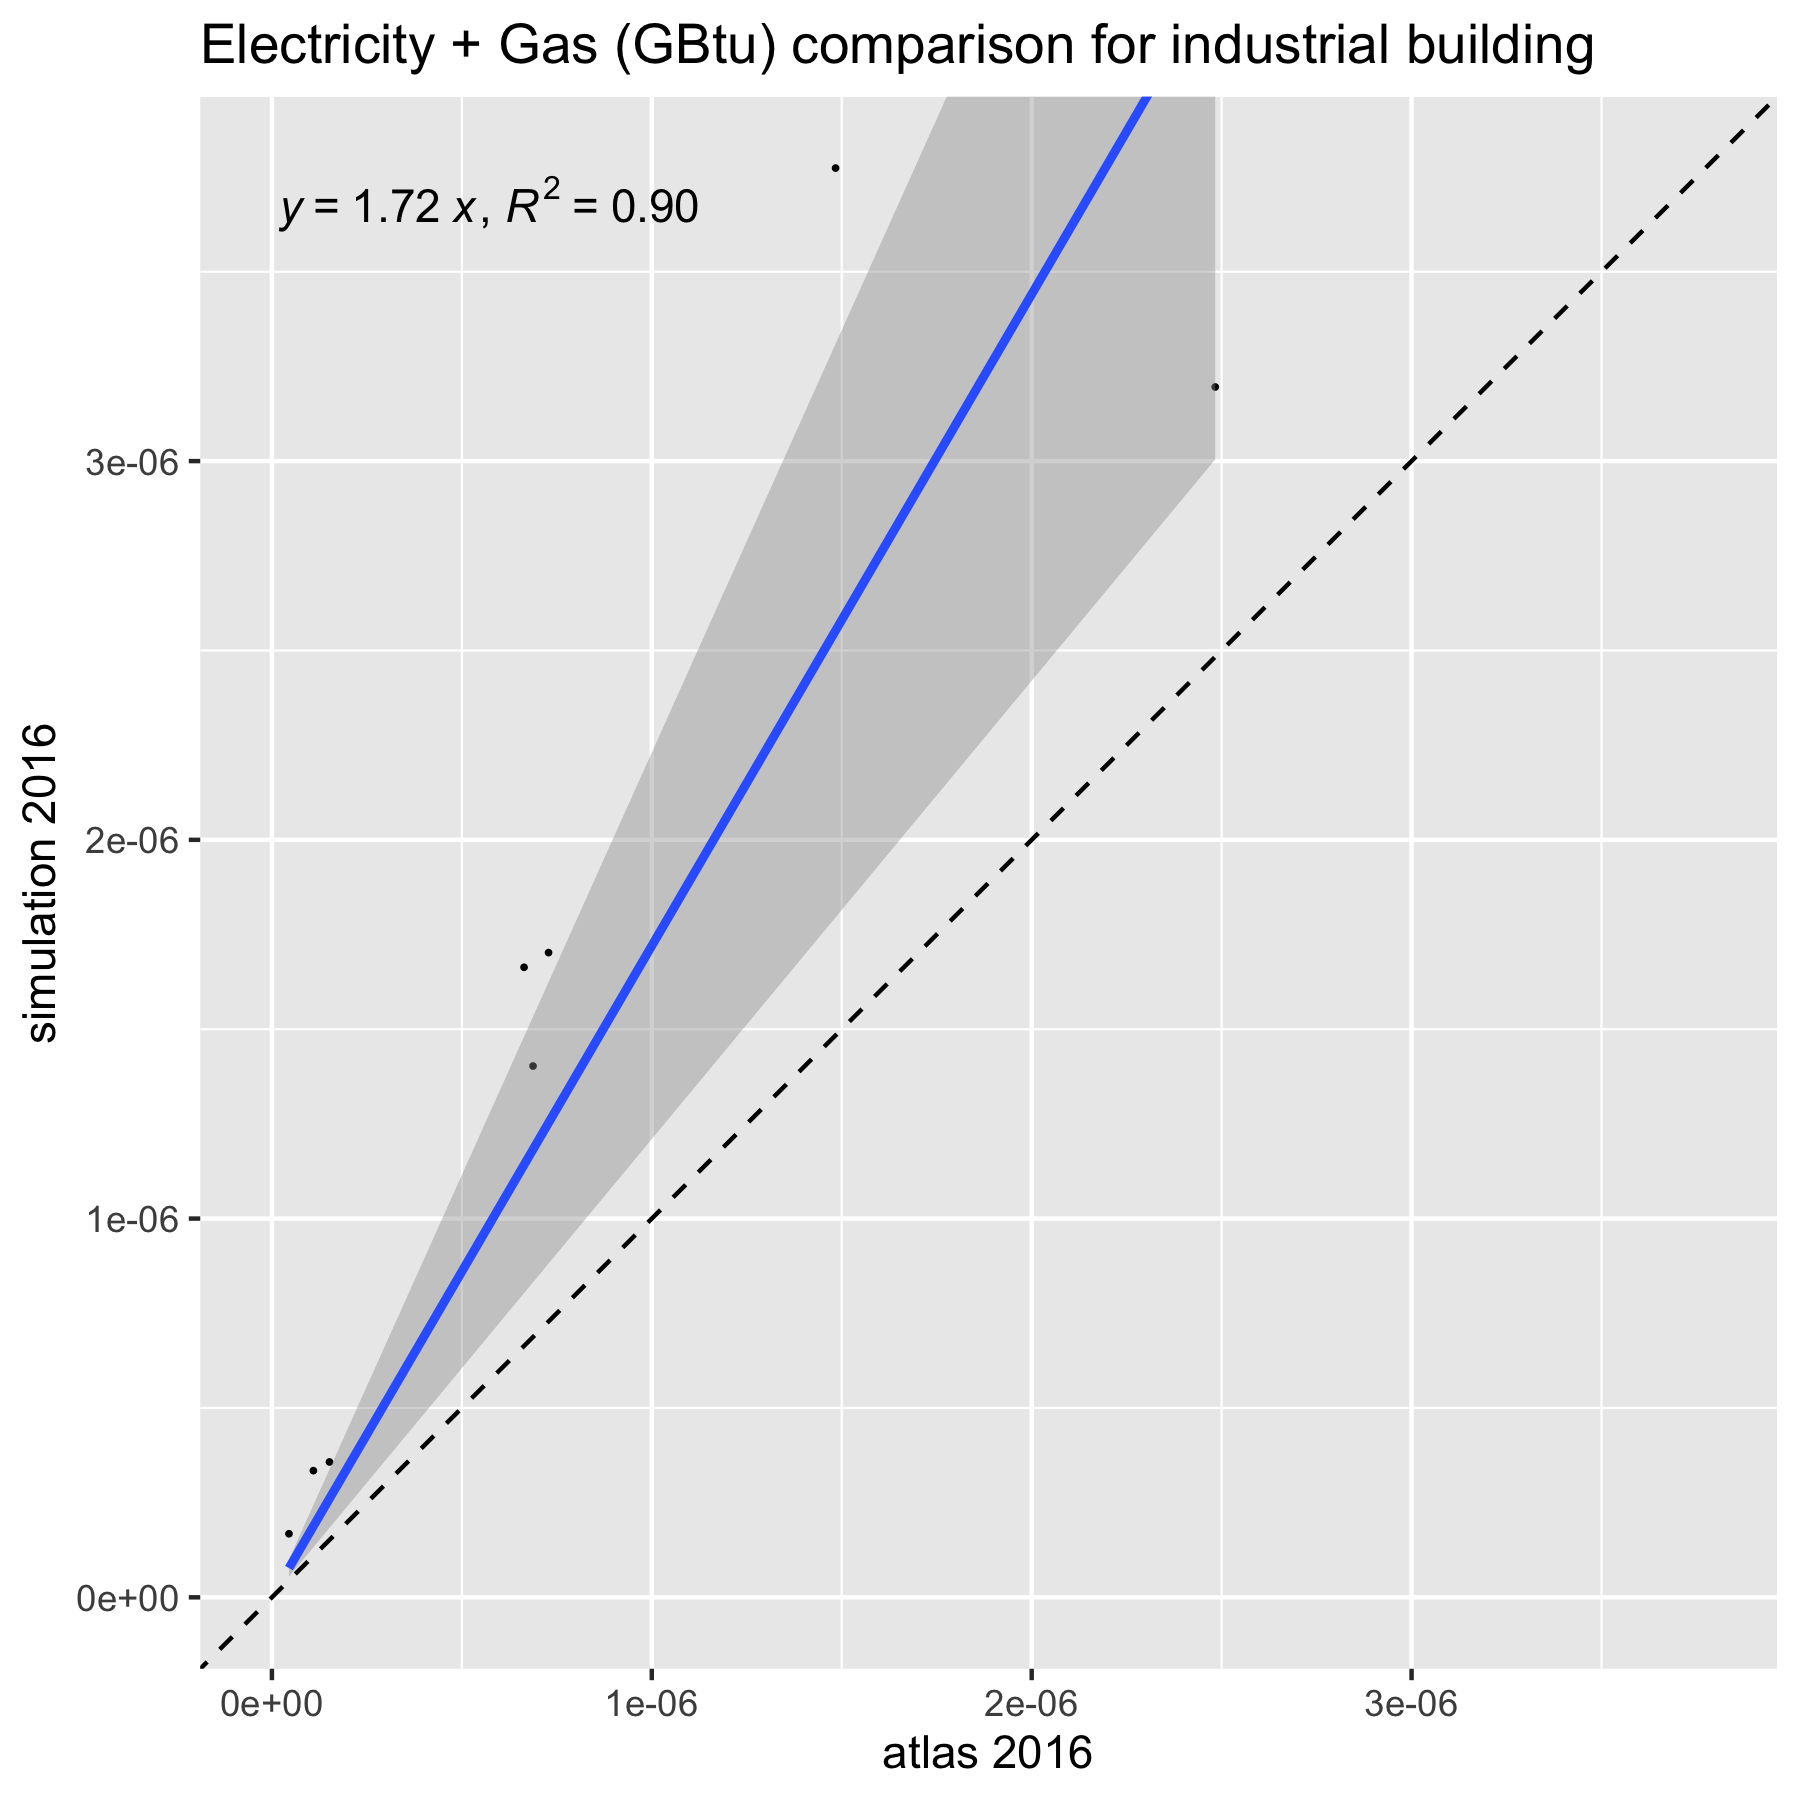 Electricity + Gas (GBtu) comparison for industrial building
y = 1.72 x, R² = 0.90
3e-06
2e-06
1e-06
0e+00
simulation 2016
0e+00 1e-06 2e-06 3e-06
atlas 2016